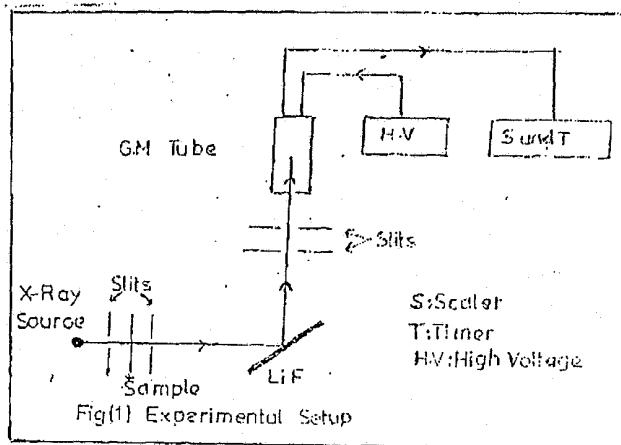 G.M Tube
H.V
S and T
Slits
Slits
X-Ray
Source
Sample
LiF
S:Scaler
T:Timer
H.V:High Voltage
Fig(1) Experimental Setup